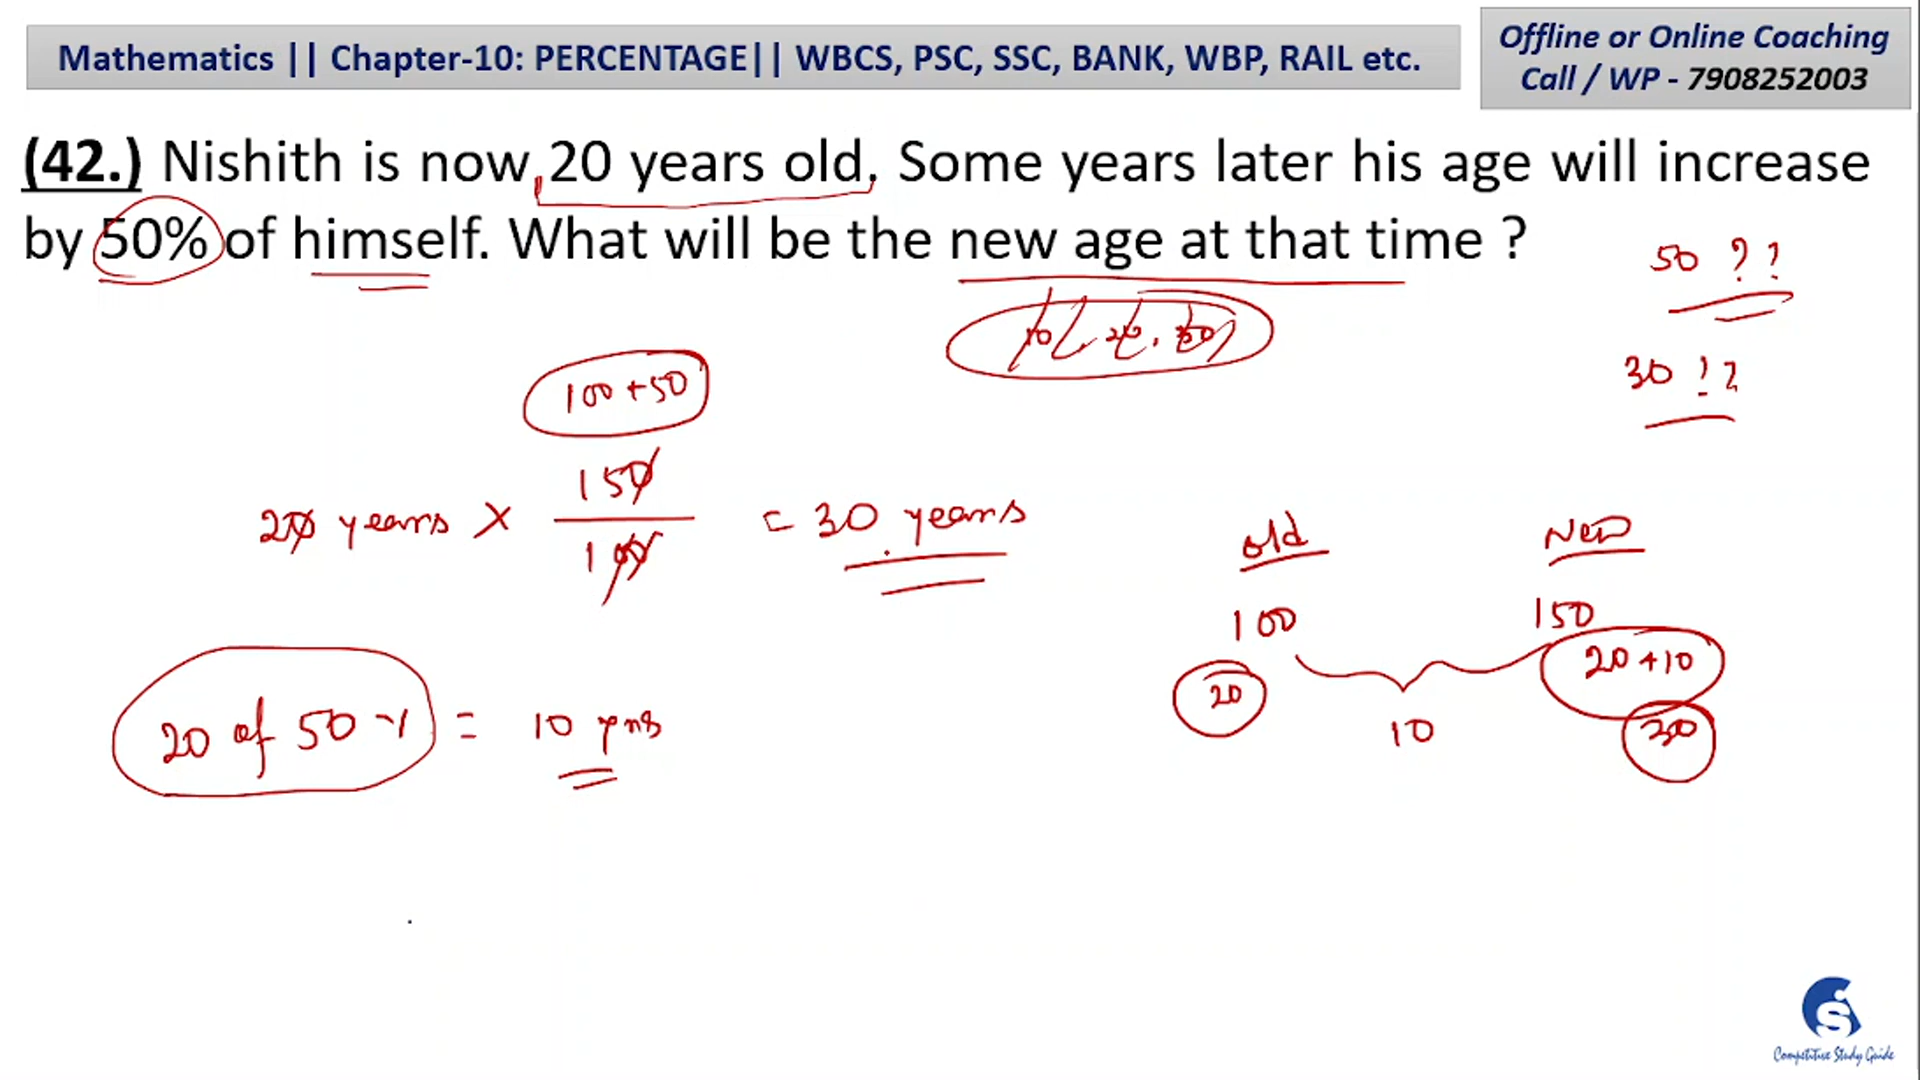 Mathematics || Chapter-10: PERCENTAGE|| WBCS, PSC, SSC, BANK, WBP, RAIL etc.
Offline or Online Coaching
Call / WP - 7908252003
(42.) Nishith is now 20 years old. Some years later his age will increase
by 50% of himself. What will be the new age at that time ?
50 ??
30 ??
100 + 50
20 years × 150/100 = 30 years
old New
100 150
20 20 + 10
10 30
20 of 50 % = 10 yrs
Competitive Study Guide